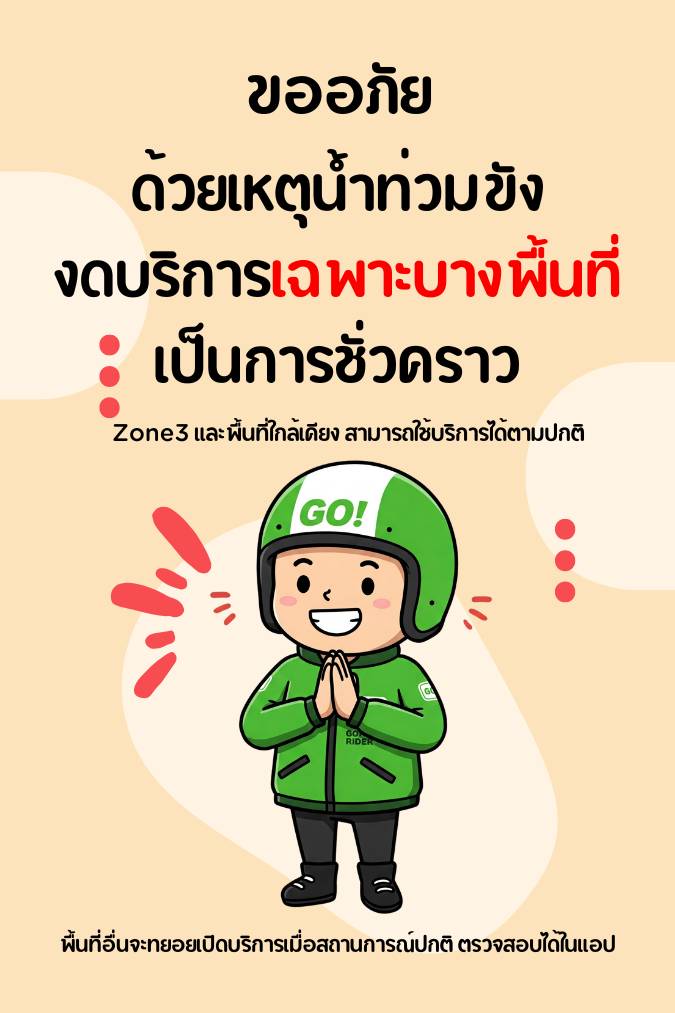 ขออภัย
ด้วยเหตุน้ำท่วมขัง
งดบริการเฉพาะบางพื้นที่
เป็นการชั่วคราว
Zone3 และพื้นที่ใกล้เคียง สามารถใช้บริการได้ตามปกติ
GO!
GO
RIDER
พื้นที่อื่นจะทยอยเปิดบริการเมื่อสถานการณ์ปกติ ตรวจสอบได้ในแอป